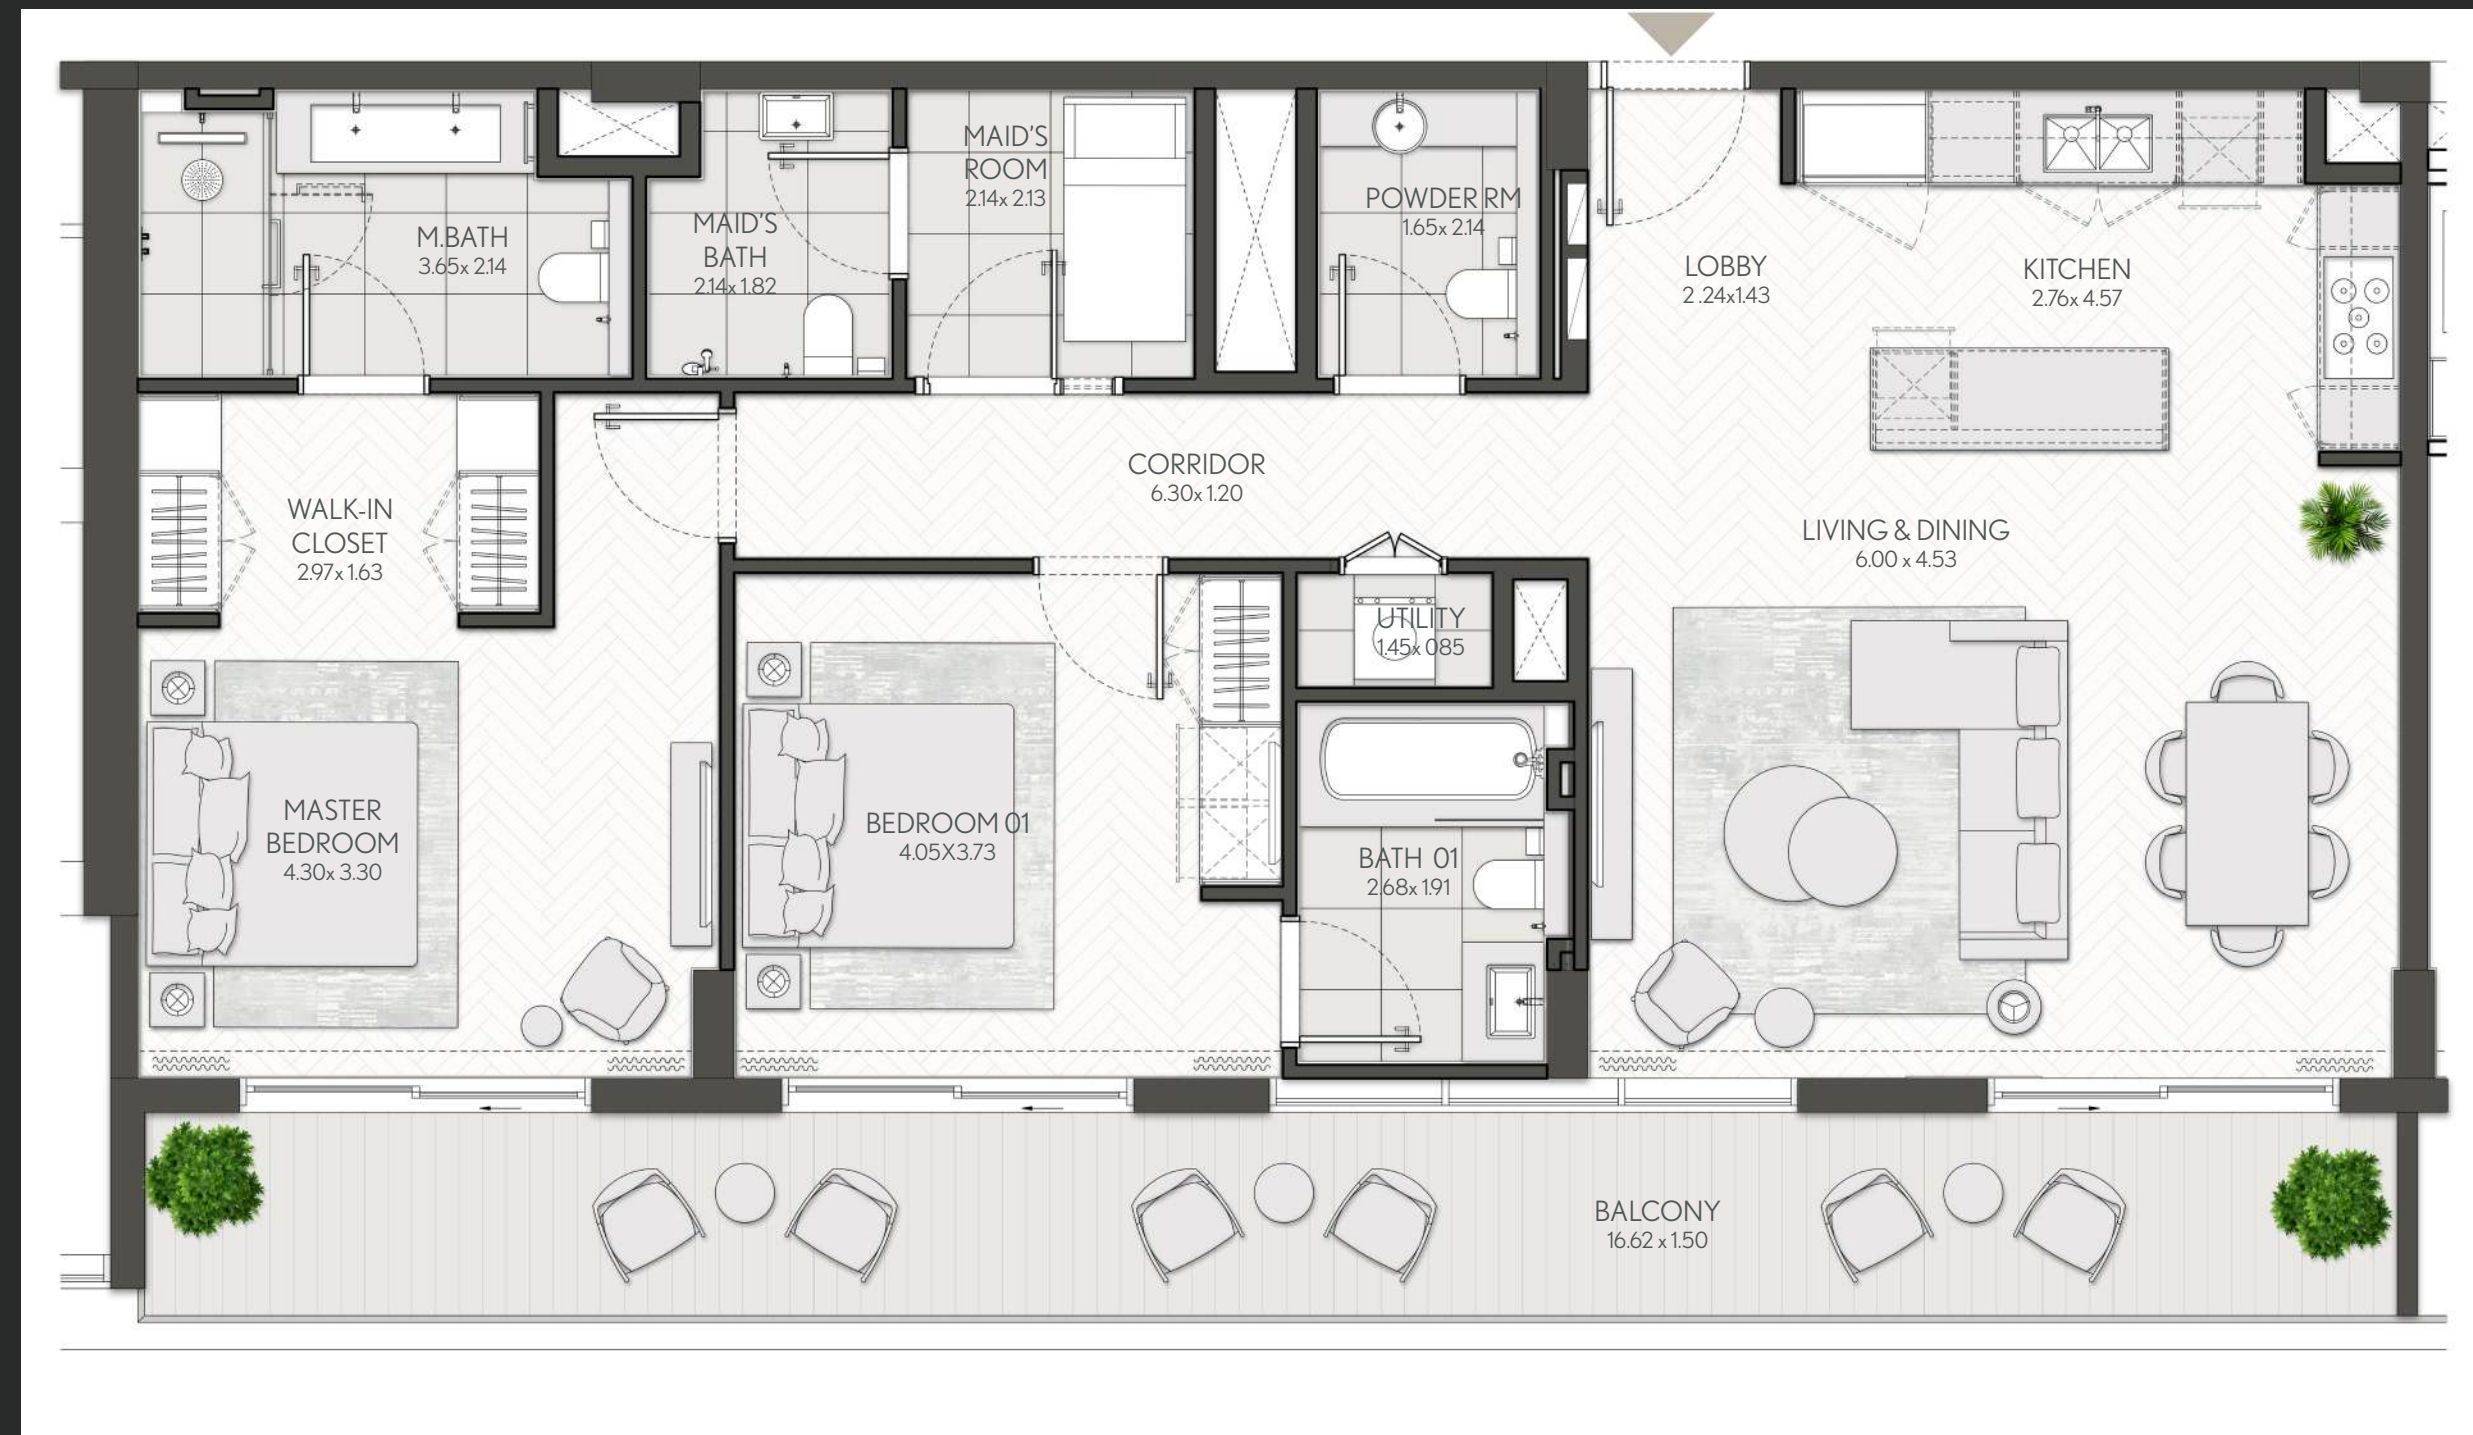 M.BATH
3.65x 2.14
MAID'S
BATH
2.14x 1.82
MAID'S
ROOM
2.14x 2.13
POWDER RM
1.65x 2.14
LOBBY
2 .24x1.43
KITCHEN
2.76x 4.57
WALK-IN
CLOSET
2.97x 1.63
CORRIDOR
6.30x 1.20
LIVING & DINING
6.00 x 4.53
UTILITY
1.45x 085
MASTER
BEDROOM
4.30x 3.30
BEDROOM 01
4.05X3.73
BATH 01
2.68x 1.91
BALCONY
16.62 x 1.50